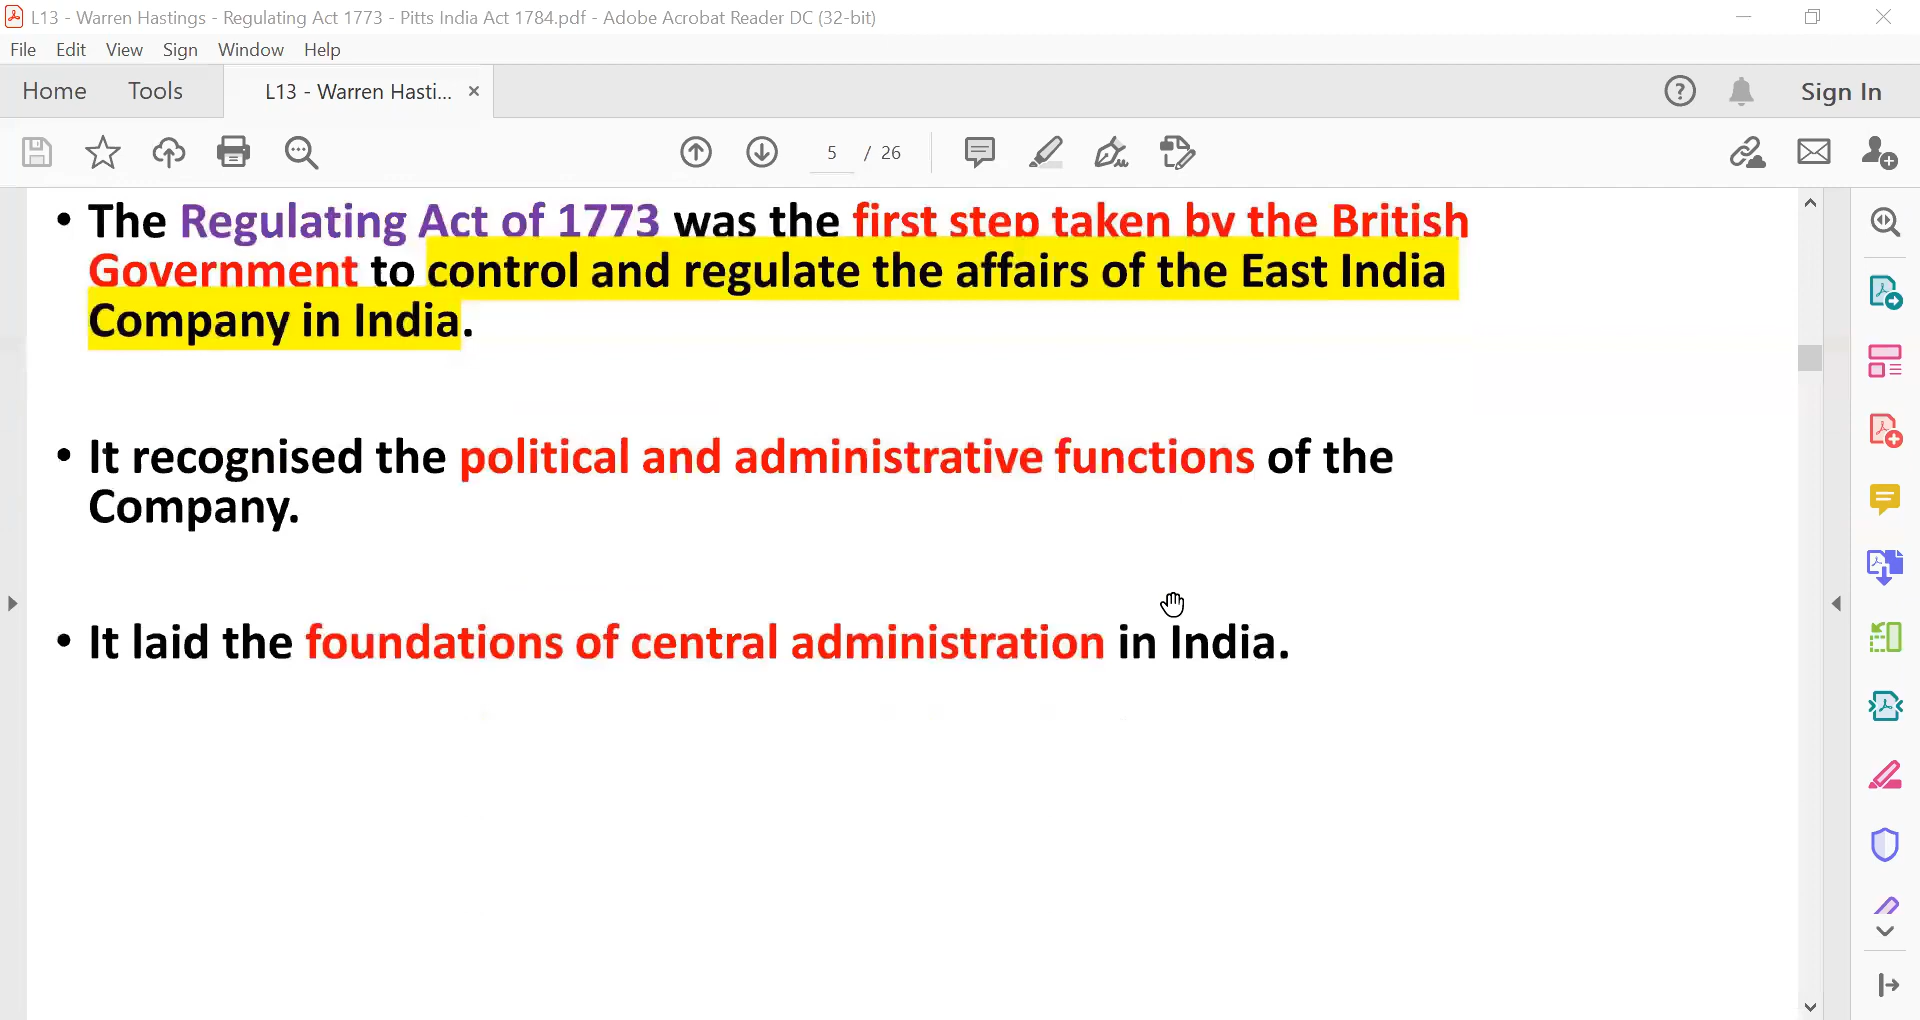 L13 - Warren Hastings - Regulating Act 1773 - Pitts India Act 1784.pdf - Adobe Acrobat Reader DC (32-bit)
File Edit View Sign Window Help
Home Tools L13 - Warren Hasti... × Sign In
5 / 26
• The Regulating Act of 1773 was the first step taken by the British
Government to control and regulate the affairs of the East India
Company in India.
• It recognised the political and administrative functions of the
Company.
• It laid the foundations of central administration in India.